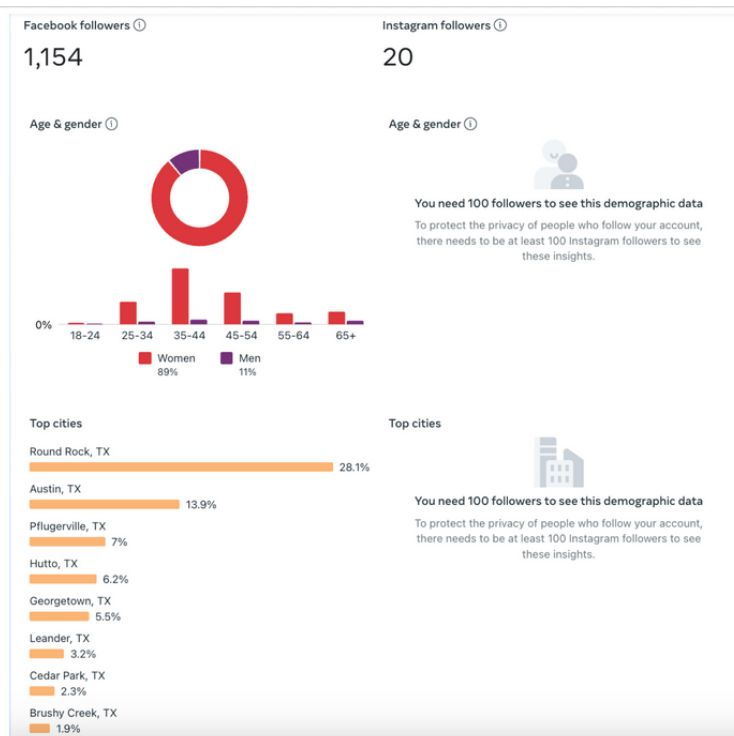 Facebook followers
1,154
Age & gender
0%
18-24 25-34 35-44 45-54 55-64 65+
Women Men
89% 11%
Top cities
Round Rock, TX
28.1%
Austin, TX
13.9%
Pflugerville, TX
7%
Hutto, TX
6.2%
Georgetown, TX
5.5%
Leander, TX
3.2%
Cedar Park, TX
2.3%
Brushy Creek, TX
1.9%
Instagram followers
20
Age & gender
You need 100 followers to see this demographic data
To protect the privacy of people who follow your account,
there needs to be at least 100 Instagram followers to see
these insights.
Top cities
You need 100 followers to see this demographic data
To protect the privacy of people who follow your account,
there needs to be at least 100 Instagram followers to see
these insights.